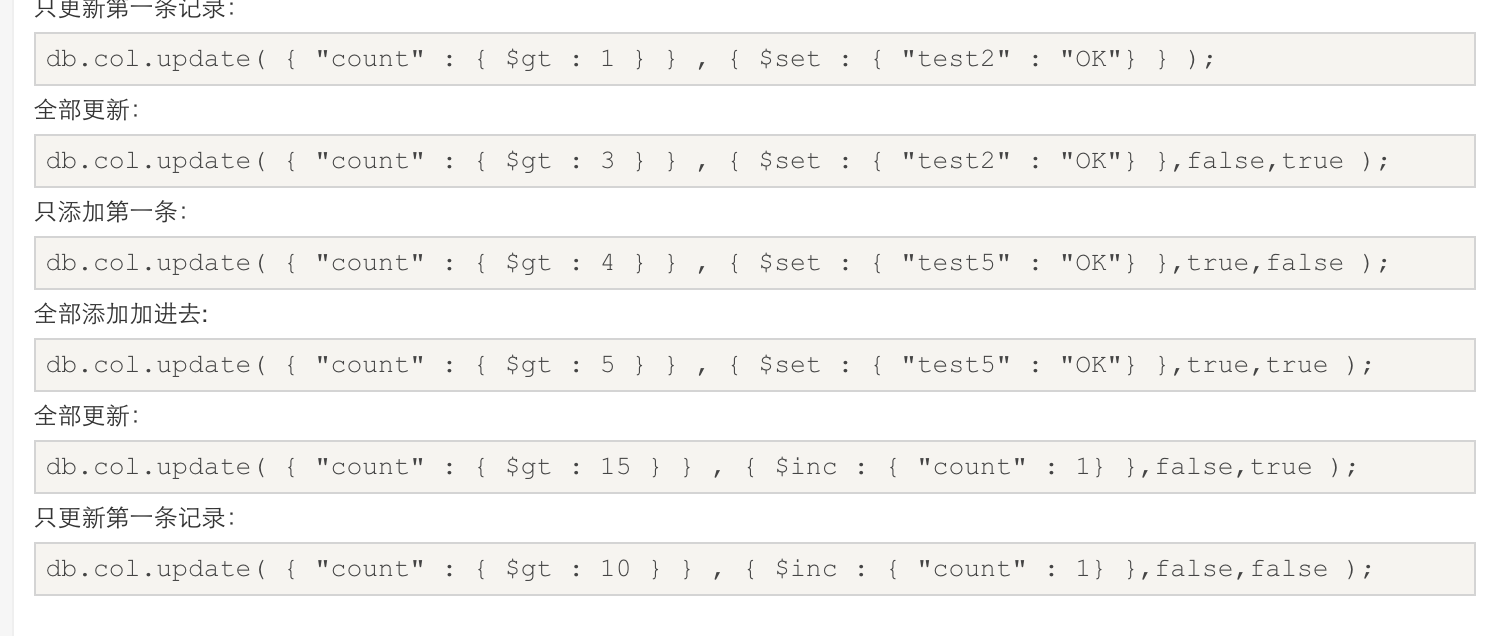 只更新第一条记录：
db.col.update( { "count" : { $gt : 1 } } , { $set : { "test2" : "OK"} } );
全部更新：
db.col.update( { "count" : { $gt : 3 } } , { $set : { "test2" : "OK"} },false,true );
只添加第一条：
db.col.update( { "count" : { $gt : 4 } } , { $set : { "test5" : "OK"} },true,false );
全部添加加进去:
db.col.update( { "count" : { $gt : 5 } } , { $set : { "test5" : "OK"} },true,true );
全部更新：
db.col.update( { "count" : { $gt : 15 } } , { $inc : { "count" : 1} },false,true );
只更新第一条记录：
db.col.update( { "count" : { $gt : 10 } } , { $inc : { "count" : 1} },false,false );